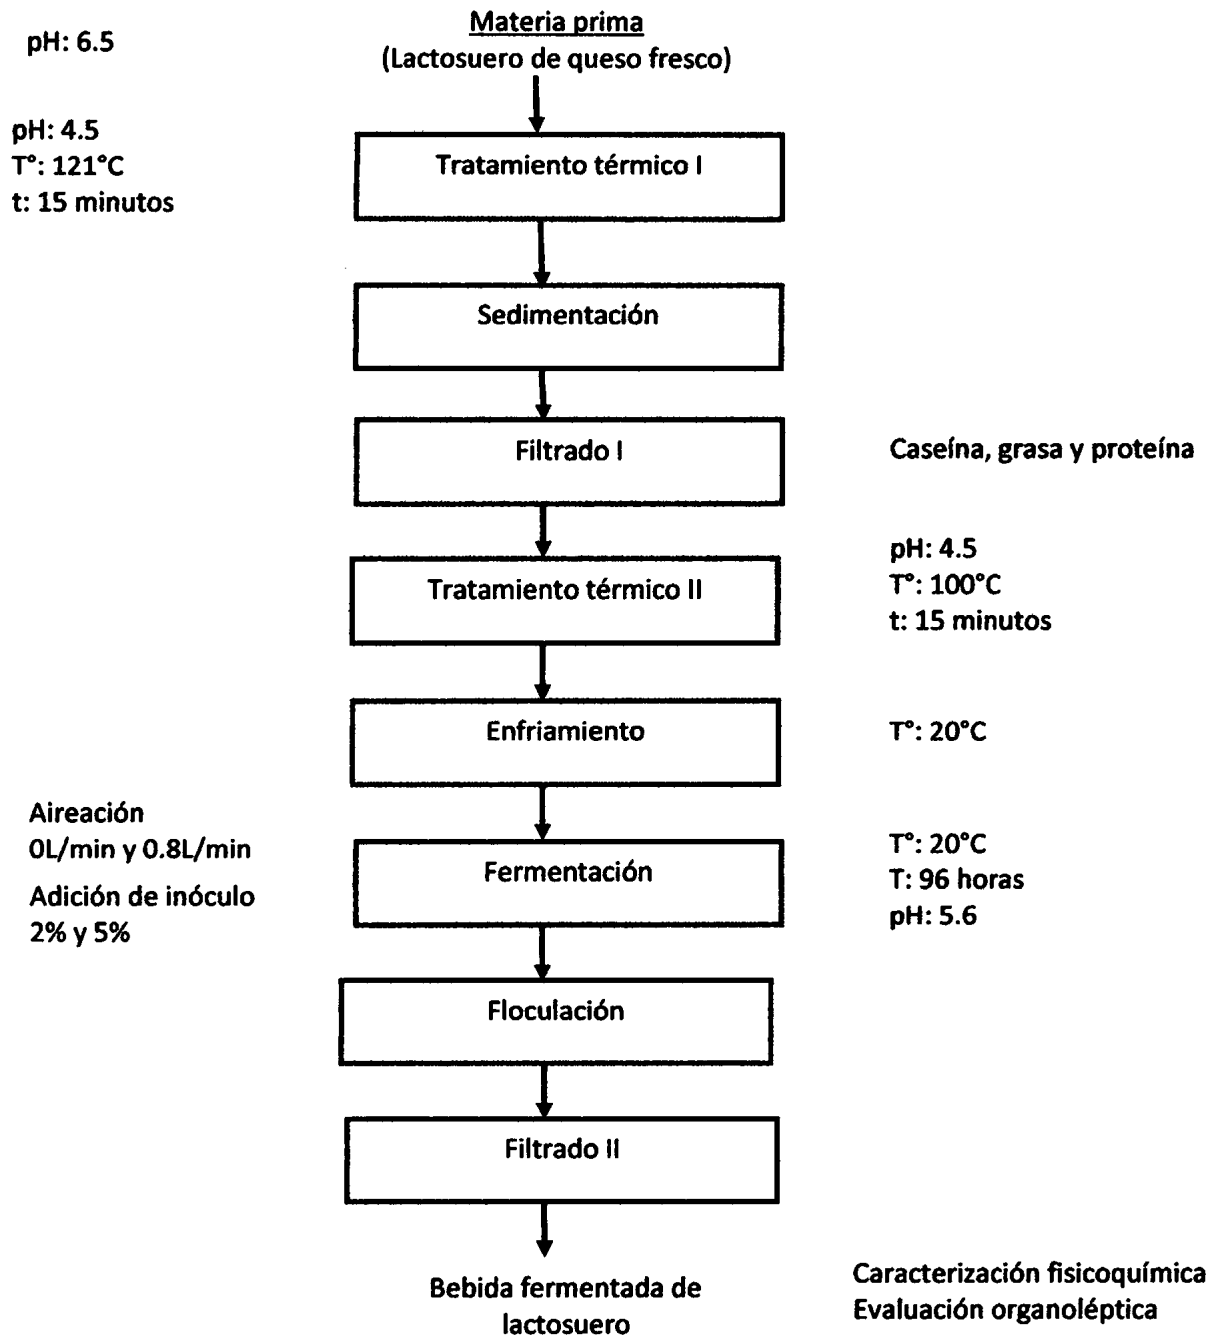 Materia prima
(Lactosuero de queso fresco)
pH: 6.5
pH: 4.5
T°: 121°C
t: 15 minutos
Tratamiento térmico I
Sedimentación
Filtrado I
Caseína, grasa y proteína
Tratamiento térmico II
pH: 4.5
T°: 100°C
t: 15 minutos
Enfriamiento
T°: 20°C
Aireación
0L/min y 0.8L/min
Adición de inóculo
2% y 5%
Fermentación
T°: 20°C
T: 96 horas
pH: 5.6
Floculación
Filtrado II
Bebida fermentada de
lactosuero
Caracterización fisicoquímica
Evaluación organoléptica